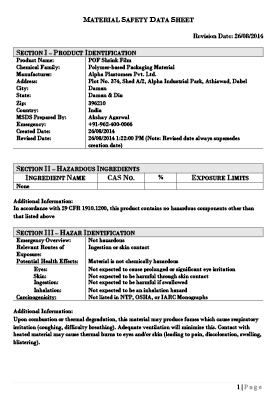 MATERIAL SAFETY DATA SHEET
Revision Date: 26/08/2016
SECTION I – PRODUCT IDENTIFICATION
Product Name: POF Shrink Film
Chemical Family: Polymer-based Packaging Material
Manufacturer: Alpha Plastomers Pvt. Ltd.
Address: Plot No. 374, Shed A/2, Alpha Industrial Park, Athiawad, Dabel
City: Daman
State: Daman & Diu
Zip: 396210
Country: India
MSDS Prepared By: Akshay Agarwal
Emergency: +91-962-400-0066
Created Date: 26/08/2014
Revised Date: 26/08/2014 1:12:00 PM (Note: Revised date always supersedes
creation date)
SECTION II – HAZARDOUS INGREDIENTS
INGREDIENT NAME CAS NO. % EXPOSURE LIMITS
None
Additional Information:
In accordance with 29 CFR 1910.1200, this product contains no hazardous components other than
that listed above
SECTION III – HAZAR IDENTIFICATION
Emergency Overview: Not hazardous
Relevant Routes of Ingestion or skin contact
Exposure:
Potential Health Effects: Material is not chemically hazardous
Eyes: Not expected to cause prolonged or significant eye irritation
Skin: Not expected to be harmful through skin contact
Ingestion: Not expected to be harmful if swallowed
Inhalation: Not expected to be an inhalation hazard
Carcinogenicity: Not listed in NTP, OSHA, or IARC Monographs
Additional Information:
Upon combustion or thermal degradation, this material may produce fumes which cause respiratory
irritation (coughing, difficulty breathing). Adequate ventilation will minimize this. Contact with
heated material may cause thermal burns to eyes and/or skin (leading to pain, discoloration, swelling,
blistering).
1 | Page